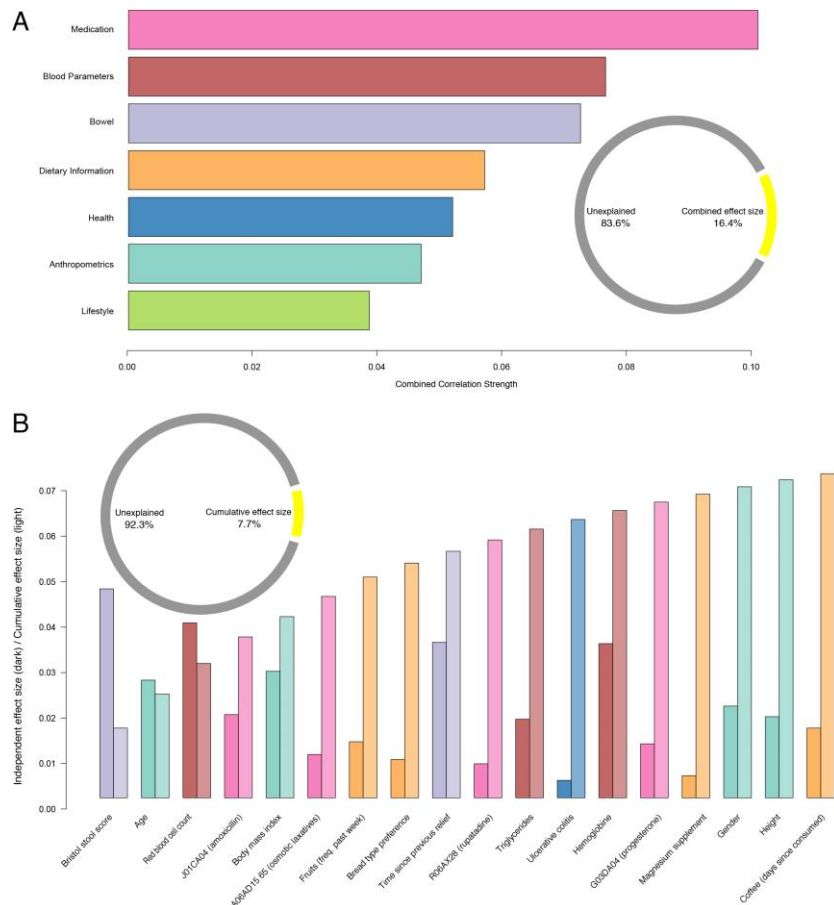 A
Medication
Blood Parameters
Bowel
Dietary Information
Health
Anthropometrics
Lifestyle
Unexplained
83.6%
Combined effect size
16.4%
0.00
0.02
0.04
0.06
0.08
0.10
Combined Correlation Strength
B
Unexplained
92.3%
Cumulative effect size
7.7%
Independent effect size (dark) / Cumulative effect size (light)
0.07
0.06
0.05
0.04
0.03
0.02
0.01
0.00
Bristol stool score
Age
Red blood cell count
J01CA04 (amoxicillin)
Body mass index
A06AD15 65 (osmotic laxatives)
Fruits (freq. past week)
Bread type preference
Time since previous relief
R06AX28 (rupatadine)
Triglycerides
Ulcerative colitis
Hemoglobine
G03DA04 (progesterone)
Magnesium supplement
Gender
Height
Coffee (days since consumed)